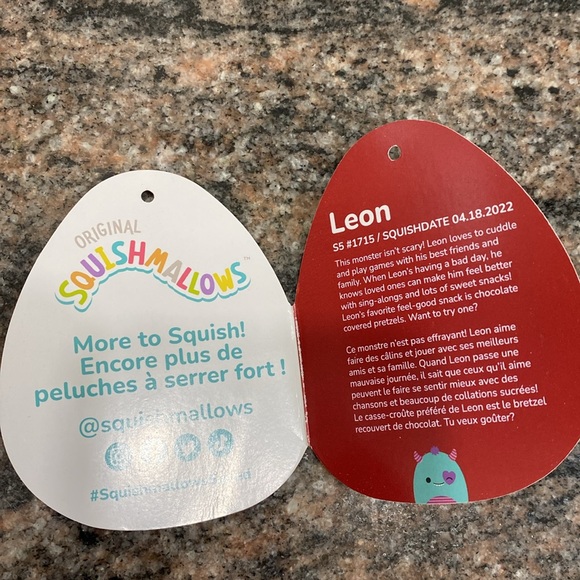 ORIGINAL
SQUISHMALLOWS™
More to Squish!
Encore plus de
peluches à serrer fort !
@squishmallows
Leon
S5 #1715 / SQUISHDATE 04.18.2022
This monster isn't scary! Leon loves to cuddle
and play games with his best friends and
family. When Leon's having a bad day, he
knows loved ones can make him feel better
with sing-alongs and lots of sweet snacks!
Leon's favorite feel-good snack is chocolate
covered pretzels. Want to try one?
Ce monstre n'est pas effrayant! Leon aime
faire des câlins et jouer avec ses meilleurs
amis et sa famille. Quand Leon passe une
mauvaise journée, il sait que ceux qu'il aime
peuvent le faire se sentir mieux avec des
chansons et beaucoup de collations sucrées!
Le casse-croûte préféré de Leon est le bretzel
recouvert de chocolat. Tu veux goûter?